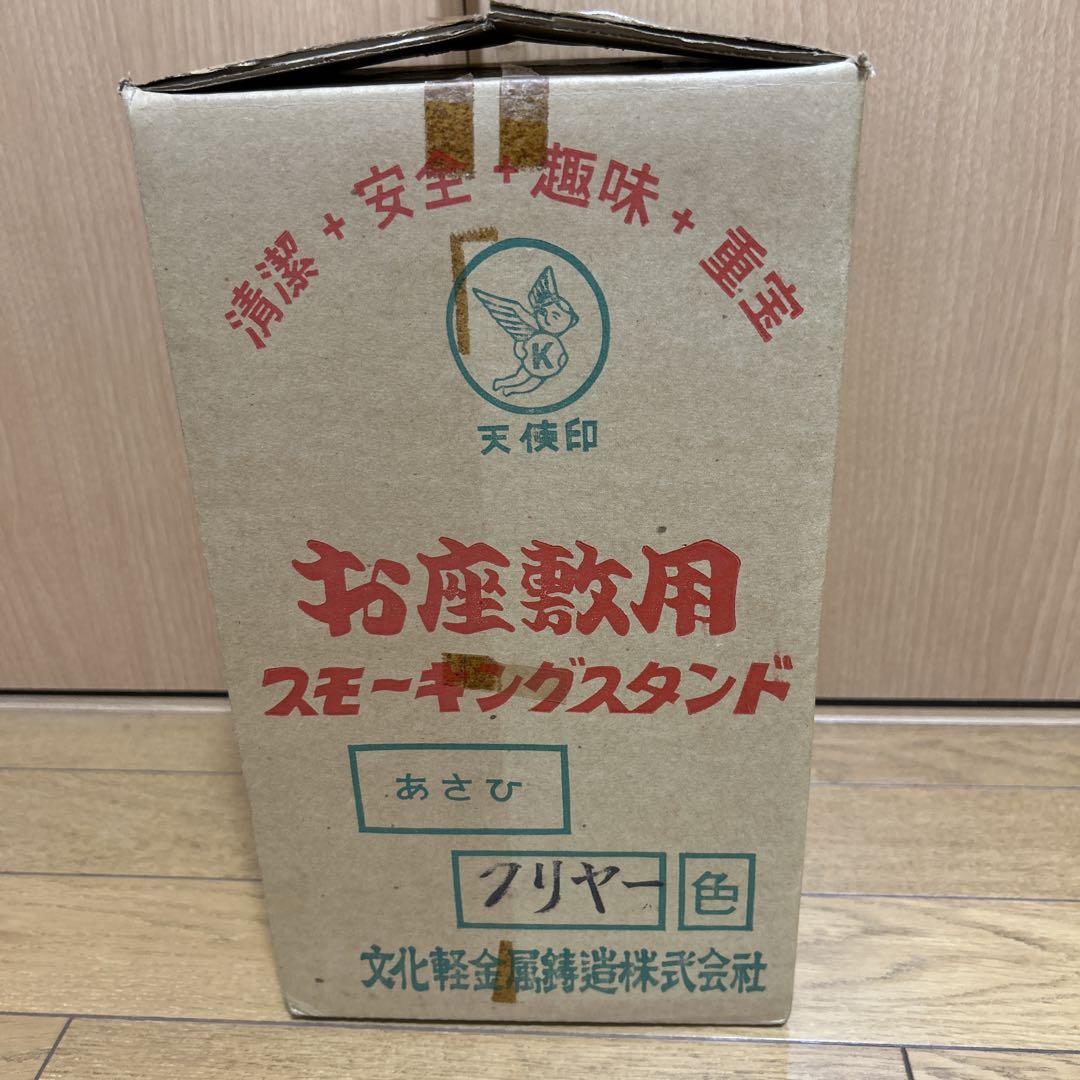 清潔+安全+趣味+重宝
K
天使印
お座敷用
スモーキングスタンド
あさひ
フリヤー 色
文化軽金属鋳造株式会社